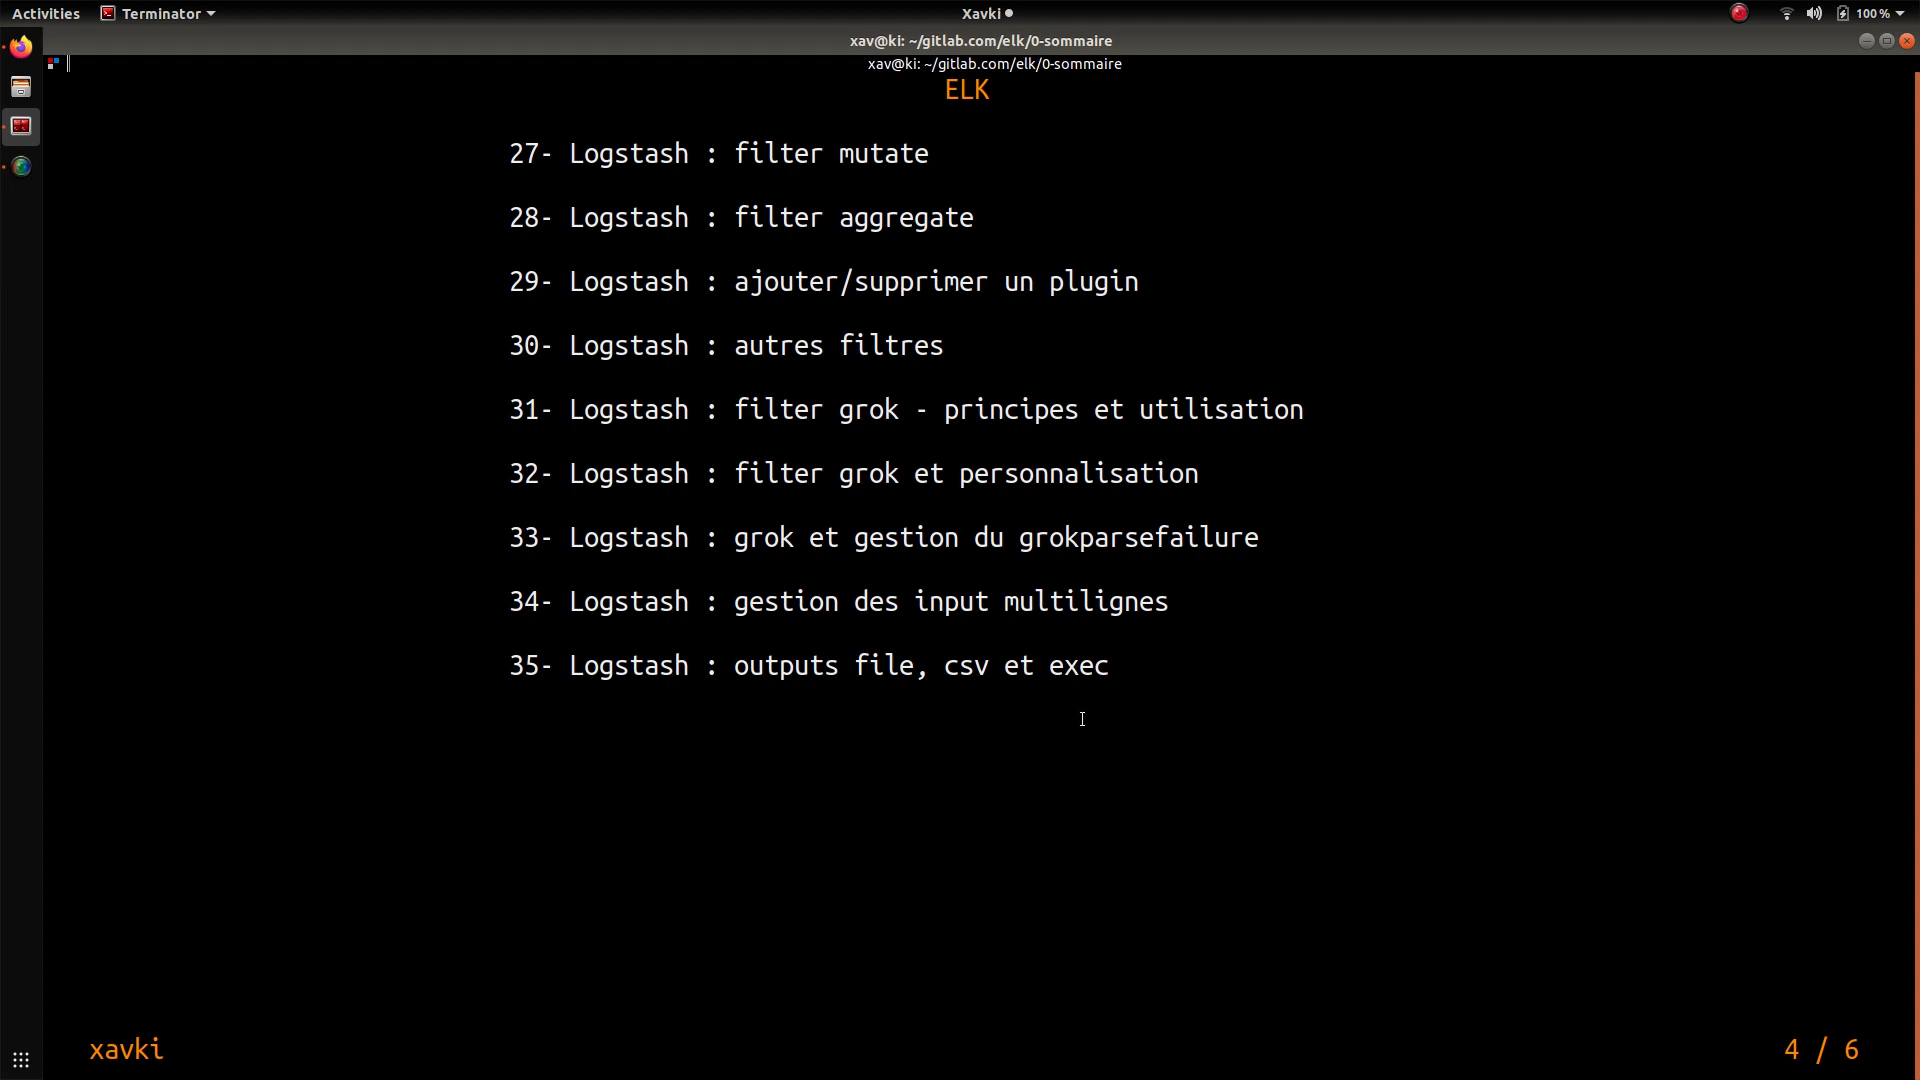 Activities Terminator Xavki 100 %
xav@ki: ~/gitlab.com/elk/0-sommaire
xav@ki: ~/gitlab.com/elk/0-sommaire
ELK
27- Logstash : filter mutate
28- Logstash : filter aggregate
29- Logstash : ajouter/supprimer un plugin
30- Logstash : autres filtres
31- Logstash : filter grok - principes et utilisation
32- Logstash : filter grok et personnalisation
33- Logstash : grok et gestion du grokparsefailure
34- Logstash : gestion des input multilignes
35- Logstash : outputs file, csv et exec
xavki 4 / 6